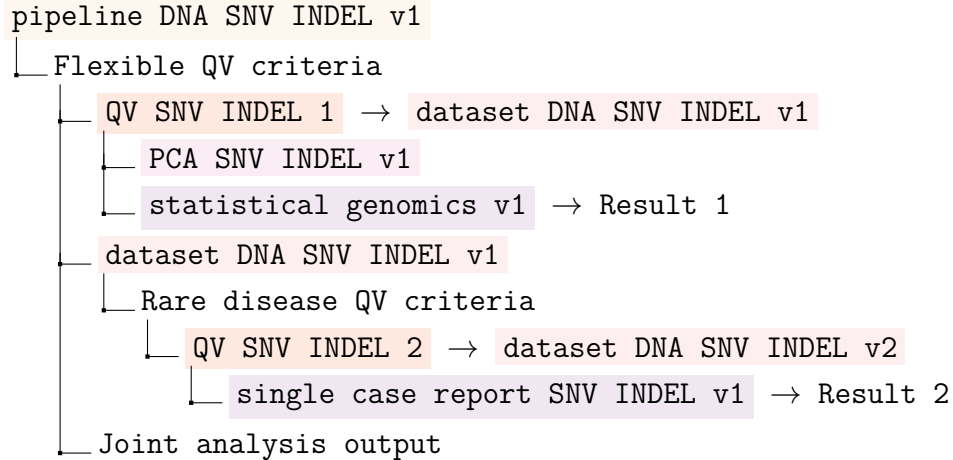 pipeline DNA SNV INDEL v1
Flexible QV criteria
QV SNV INDEL 1 → dataset DNA SNV INDEL v1
PCA SNV INDEL v1
statistical genomics v1 → Result 1
dataset DNA SNV INDEL v1
Rare disease QV criteria
QV SNV INDEL 2 → dataset DNA SNV INDEL v2
single case report SNV INDEL v1 → Result 2
Joint analysis output